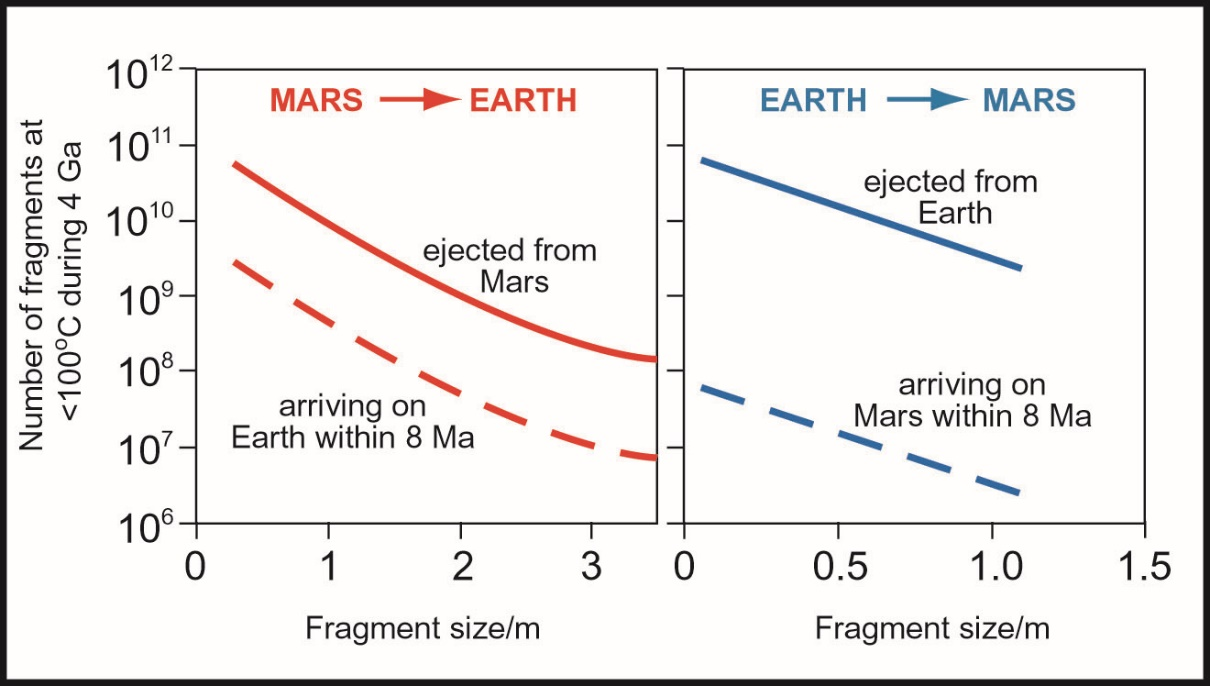 Number of fragments at
<100°C during 4 Ga
10¹²
10¹¹
10¹⁰
10⁹
10⁸
10⁷
10⁶
MARS → EARTH
ejected from
Mars
arriving on
Earth within 8 Ma
0 1 2 3
Fragment size/m
EARTH → MARS
ejected from
Earth
arriving on
Mars within 8 Ma
0 0.5 1.0 1.5
Fragment size/m